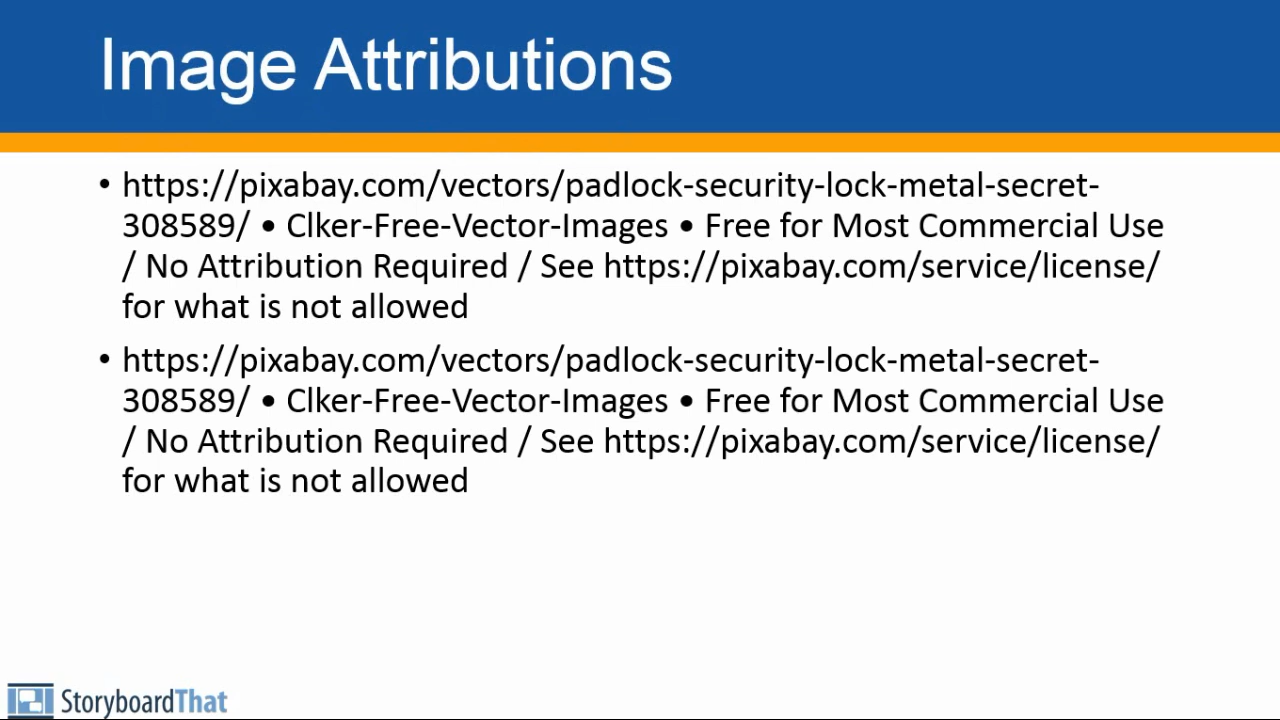 Image Attributions
• https://pixabay.com/vectors/padlock-security-lock-metal-secret-
308589/ • Clker-Free-Vector-Images • Free for Most Commercial Use
/ No Attribution Required / See https://pixabay.com/service/license/
for what is not allowed
• https://pixabay.com/vectors/padlock-security-lock-metal-secret-
308589/ • Clker-Free-Vector-Images • Free for Most Commercial Use
/ No Attribution Required / See https://pixabay.com/service/license/
for what is not allowed
StoryboardThat